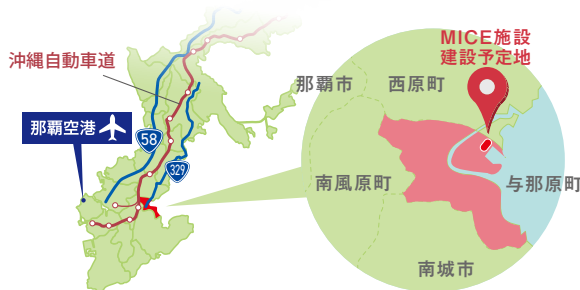 沖縄自動車道
那覇空港
58
329
MICE施設
建設予定地
那覇市
西原町
南風原町
与那原町
南城市